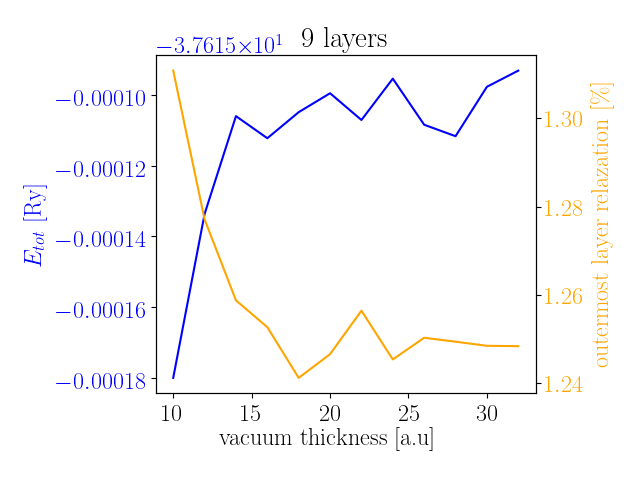 9 layers
−3.7615×10¹
−0.00010
−0.00012
−0.00014
−0.00016
−0.00018
E_tot [Ry]
1.30
1.28
1.26
1.24
outermost layer relazation [%]
10 15 20 25 30
vacuum thickness [a.u]